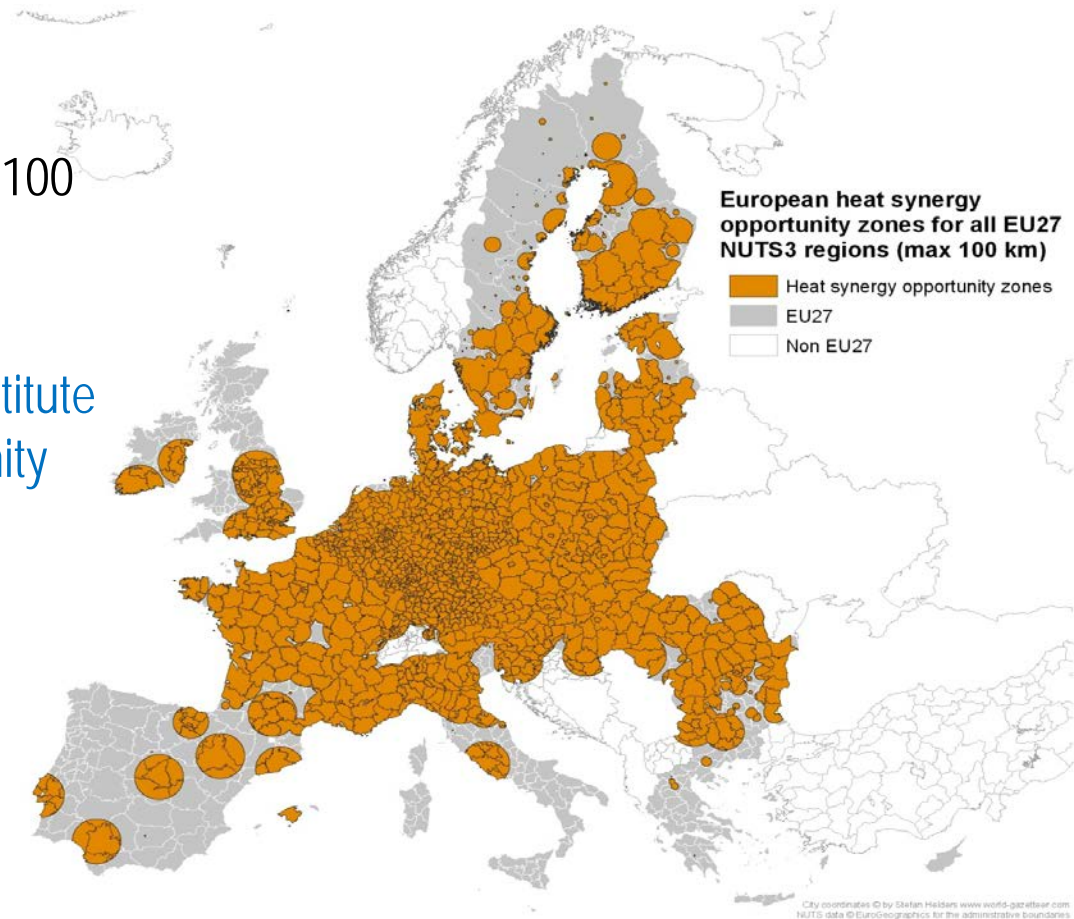 100
titute
nity
European heat synergy
opportunity zones for all EU27
NUTS3 regions (max 100 km)
Heat synergy opportunity zones
EU27
Non EU27
City coordinates © by Stefan Helders www.world-gazetteer.com
NUTS data © EuroGeographics for the administrative boundaries